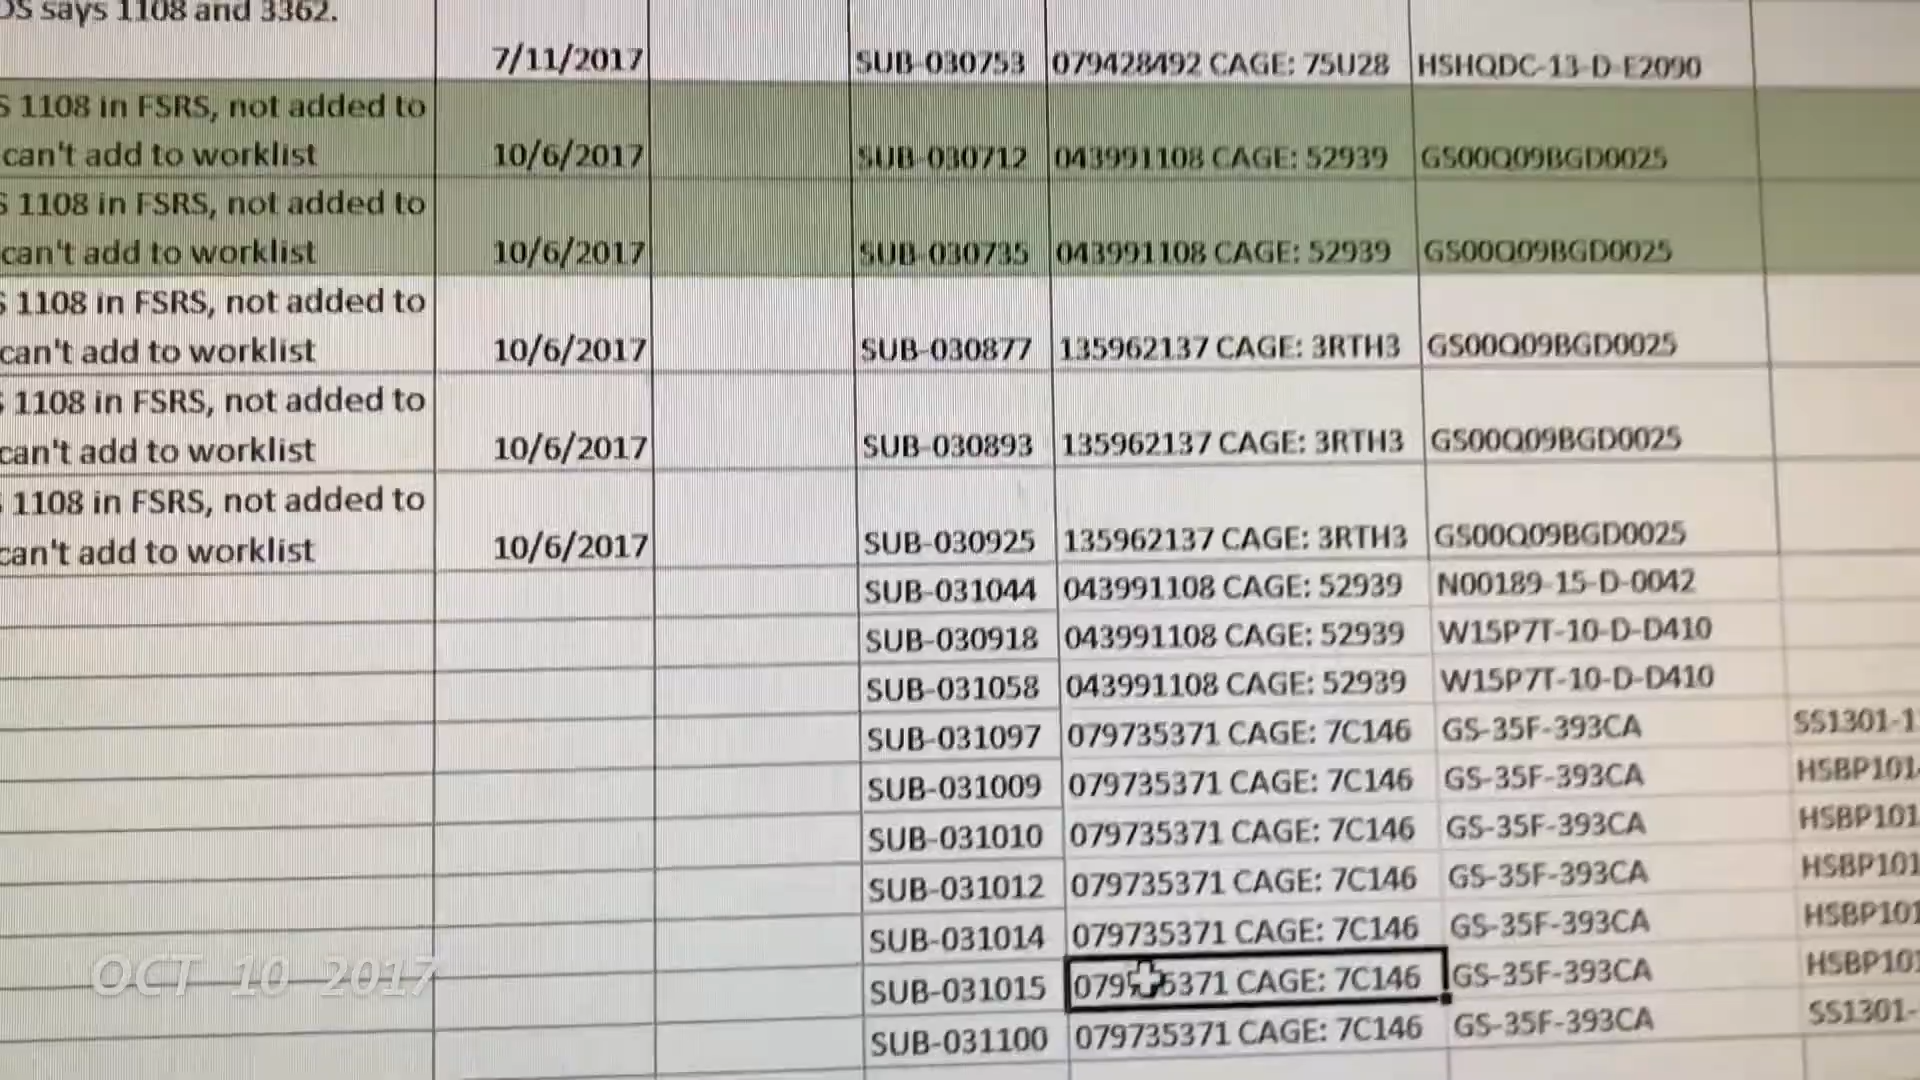 DS says 1108 and 3362.
7/11/2017 SUB-030753 079428492 CAGE: 75U28 HSHQDC-13-D-E2090
S 1108 in FSRS, not added to
can't add to worklist 10/6/2017 SUB-030712 043991108 CAGE: 52939 GS00Q09BGD0025
S 1108 in FSRS, not added to
can't add to worklist 10/6/2017 SUB-030735 043991108 CAGE: 52939 GS00Q09BGD0025
S 1108 in FSRS, not added to
can't add to worklist 10/6/2017 SUB-030877 135962137 CAGE: 3RTH3 GS00Q09BGD0025
S 1108 in FSRS, not added to
can't add to worklist 10/6/2017 SUB-030893 135962137 CAGE: 3RTH3 GS00Q09BGD0025
1108 in FSRS, not added to
can't add to worklist 10/6/2017 SUB-030925 135962137 CAGE: 3RTH3 GS00Q09BGD0025
SUB-031044 043991108 CAGE: 52939 N00189-15-D-0042
SUB-030918 043991108 CAGE: 52939 W15P7T-10-D-D410
SUB-031058 043991108 CAGE: 52939 W15P7T-10-D-D410
SUB-031097 079735371 CAGE: 7C146 GS-35F-393CA SS1301-1
SUB-031009 079735371 CAGE: 7C146 GS-35F-393CA HSBP101
SUB-031010 079735371 CAGE: 7C146 GS-35F-393CA HSBP101
SUB-031012 079735371 CAGE: 7C146 GS-35F-393CA HSBP101
SUB-031014 079735371 CAGE: 7C146 GS-35F-393CA HSBP101
SUB-031015 CAGE: 7C146 GS-35F-393CA HSBP101
SUB-031100 079735371 CAGE: 7C146 GS-35F-393CA SS1301-
OCT 10 2017